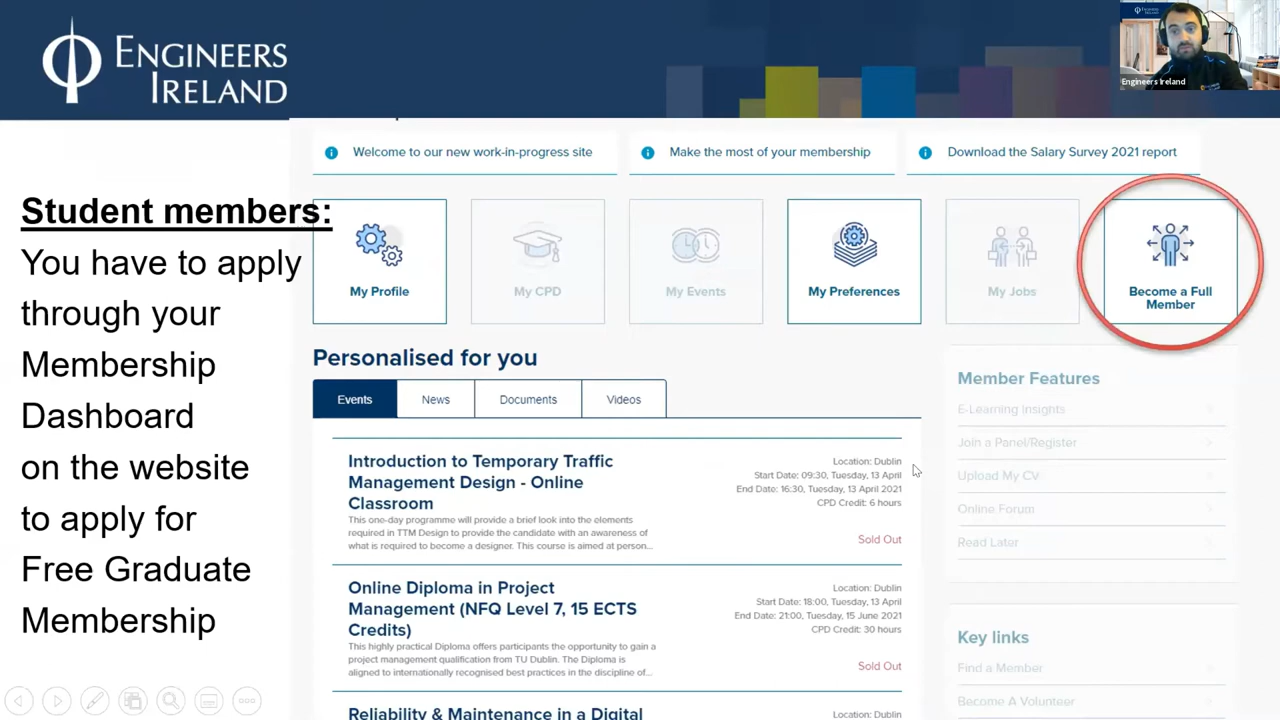 ENGINEERS
IRELAND
Engineers Ireland
Student members:
You have to apply
through your
Membership
Dashboard
on the website
to apply for
Free Graduate
Membership
Welcome to our new work-in-progress site
Make the most of your membership
Download the Salary Survey 2021 report
My Profile
My CPD
My Events
My Preferences
My Jobs
Become a Full
Member
Personalised for you
Events
News
Documents
Videos
Introduction to Temporary Traffic
Management Design - Online
Classroom
This one-day programme will provide a brief look into the elements
required in TTM Design to provide the candidate with an awareness of
what is required to become a designer. This course is aimed at person...
Location: Dublin
Start Date: 09:30, Tuesday, 13 April
End Date: 16:30, Tuesday, 13 April 2021
CPD Credit: 6 hours
Sold Out
Online Diploma in Project
Management (NFQ Level 7, 15 ECTS
Credits)
This highly practical Diploma offers participants the opportunity to gain a
project management qualification from TU Dublin. The Diploma is
aligned to internationally recognised best practices in the discipline of...
Location: Dublin
Start Date: 18:00, Tuesday, 13 April
End Date: 21:00, Tuesday, 15 June 2021
CPD Credit: 30 hours
Sold Out
Reliability & Maintenance in a Digital
Location: Dublin
Member Features
E-Learning Insights
Join a Panel/Register
Upload My CV
Online Forum
Read Later
Key links
Find a Member
Become A Volunteer